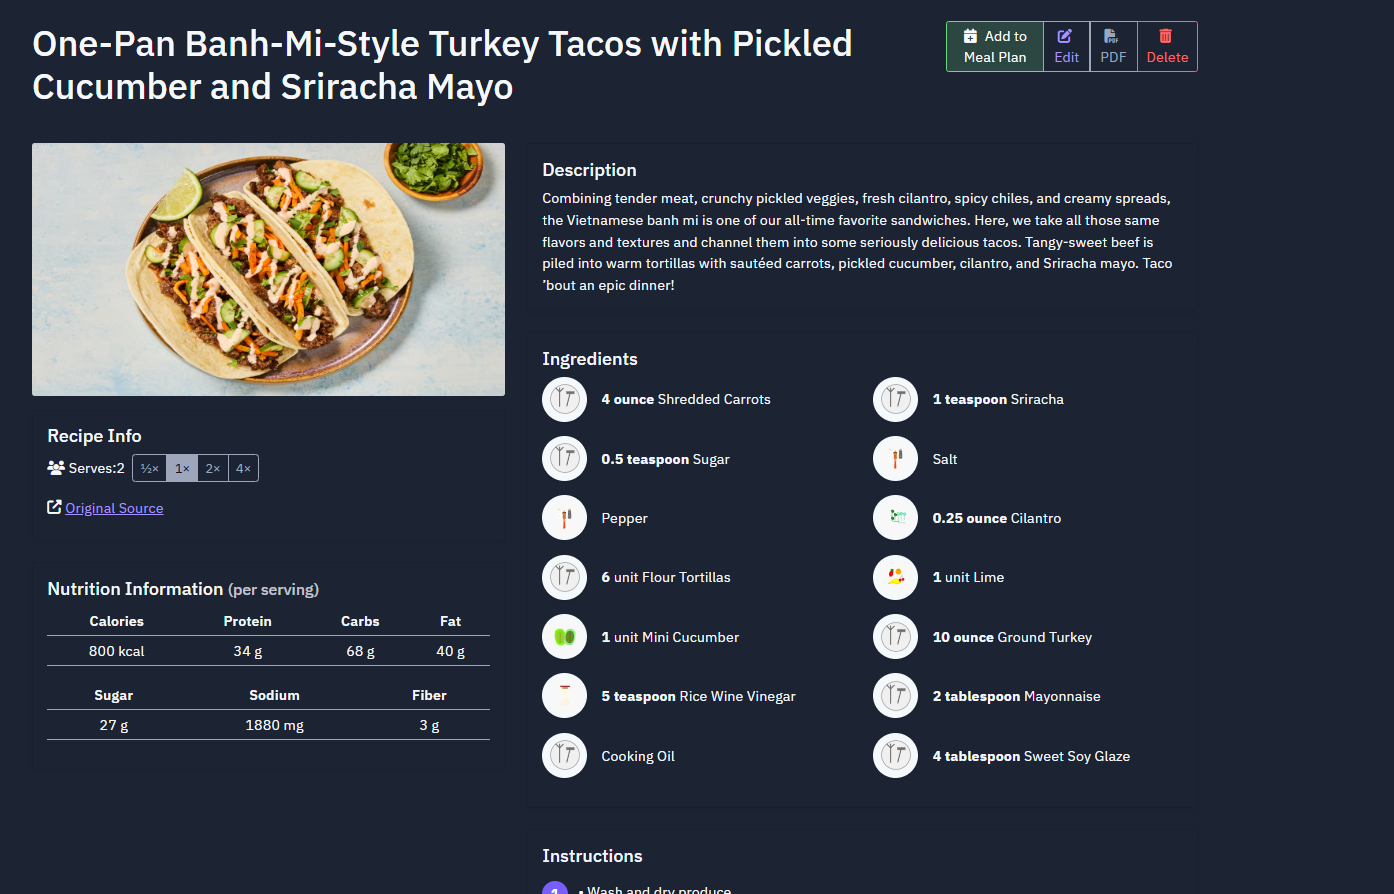 One-Pan Banh-Mi-Style Turkey Tacos with Pickled
Cucumber and Sriracha Mayo
Add to
Meal Plan
Edit
PDF
Delete
Recipe Info
Serves:2 ½× 1× 2× 4×
Original Source
Nutrition Information (per serving)
Calories Protein Carbs Fat
800 kcal 34 g 68 g 40 g
Sugar Sodium Fiber
27 g 1880 mg 3 g
Description
Combining tender meat, crunchy pickled veggies, fresh cilantro, spicy chiles, and creamy spreads,
the Vietnamese banh mi is one of our all-time favorite sandwiches. Here, we take all those same
flavors and textures and channel them into some seriously delicious tacos. Tangy-sweet beef is
piled into warm tortillas with sautéed carrots, pickled cucumber, cilantro, and Sriracha mayo. Taco
’bout an epic dinner!
Ingredients
4 ounce Shredded Carrots
1 teaspoon Sriracha
0.5 teaspoon Sugar
Salt
Pepper
0.25 ounce Cilantro
6 unit Flour Tortillas
1 unit Lime
1 unit Mini Cucumber
10 ounce Ground Turkey
5 teaspoon Rice Wine Vinegar
2 tablespoon Mayonnaise
Cooking Oil
4 tablespoon Sweet Soy Glaze
Instructions
1 • Wash and dry produce